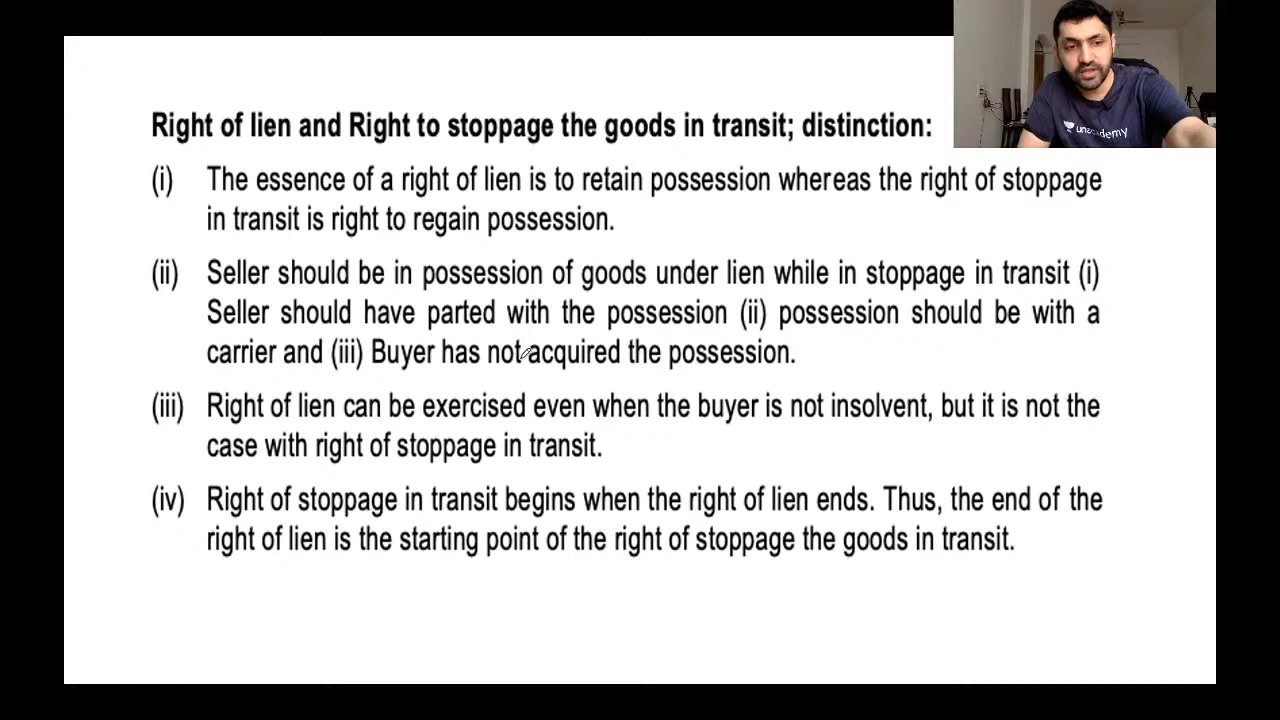 Right of lien and Right to stoppage the goods in transit; distinction:
unacademy
(i) The essence of a right of lien is to retain possession whereas the right of stoppage
in transit is right to regain possession.
(ii) Seller should be in possession of goods under lien while in stoppage in transit (i)
Seller should have parted with the possession (ii) possession should be with a
carrier and (iii) Buyer has not acquired the possession.
(iii) Right of lien can be exercised even when the buyer is not insolvent, but it is not the
case with right of stoppage in transit.
(iv) Right of stoppage in transit begins when the right of lien ends. Thus, the end of the
right of lien is the starting point of the right of stoppage the goods in transit.